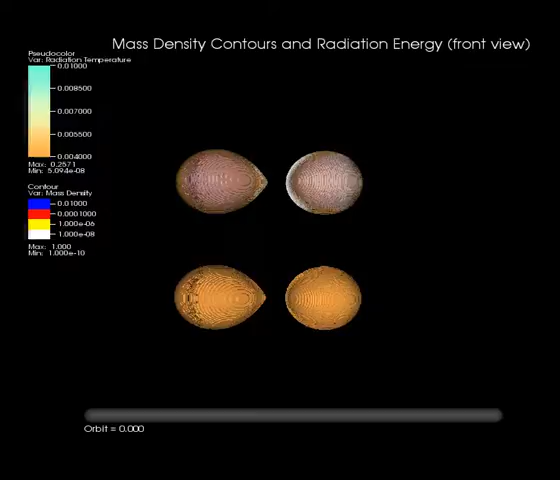 Mass Density Contours and Radiation Energy (front view)
Pseudocolor
Var: Radiation Temperature
0.01000
0.008500
0.007000
0.005500
0.004000
Max: 0.2571
Min: 5.094e-08
Contour
Var: Mass Density
0.01000
0.0001000
1.000e-06
1.000e-08
Max: 1.000
Min: 1.000e-10
Orbit = 0.000